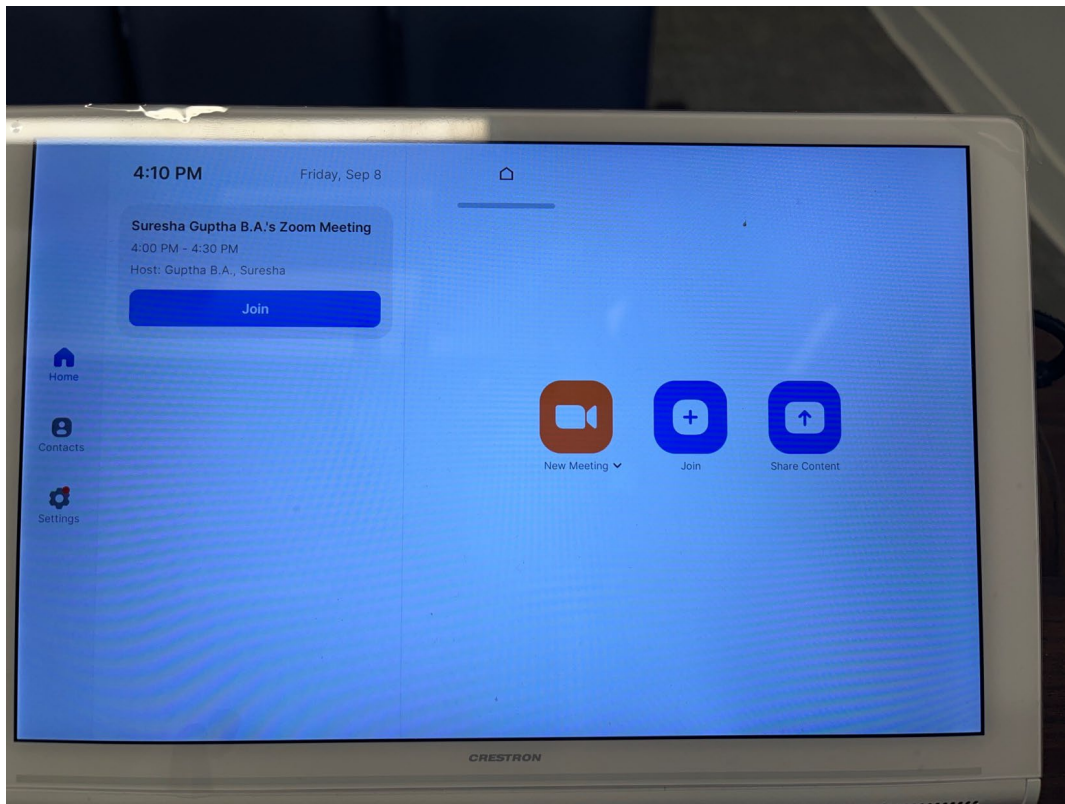 4:10 PM Friday, Sep 8
Suresha Guptha B.A.'s Zoom Meeting
4:00 PM - 4:30 PM
Host: Guptha B.A., Suresha
Join
Home
Contacts
Settings
New Meeting
Join
Share Content
CRESTRON